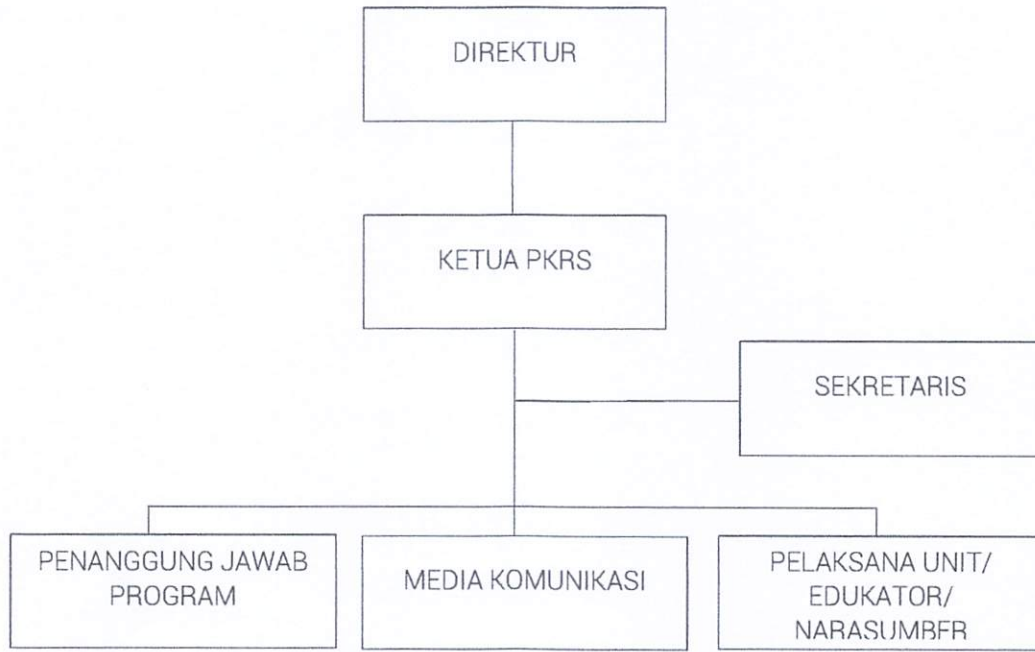 DIREKTUR
KETUA PKRS
SEKRETARIS
PENANGGUNG JAWAB
PROGRAM
MEDIA KOMUNIKASI
PELAKSANA UNIT/
EDUKATOR/
NARASUMBER